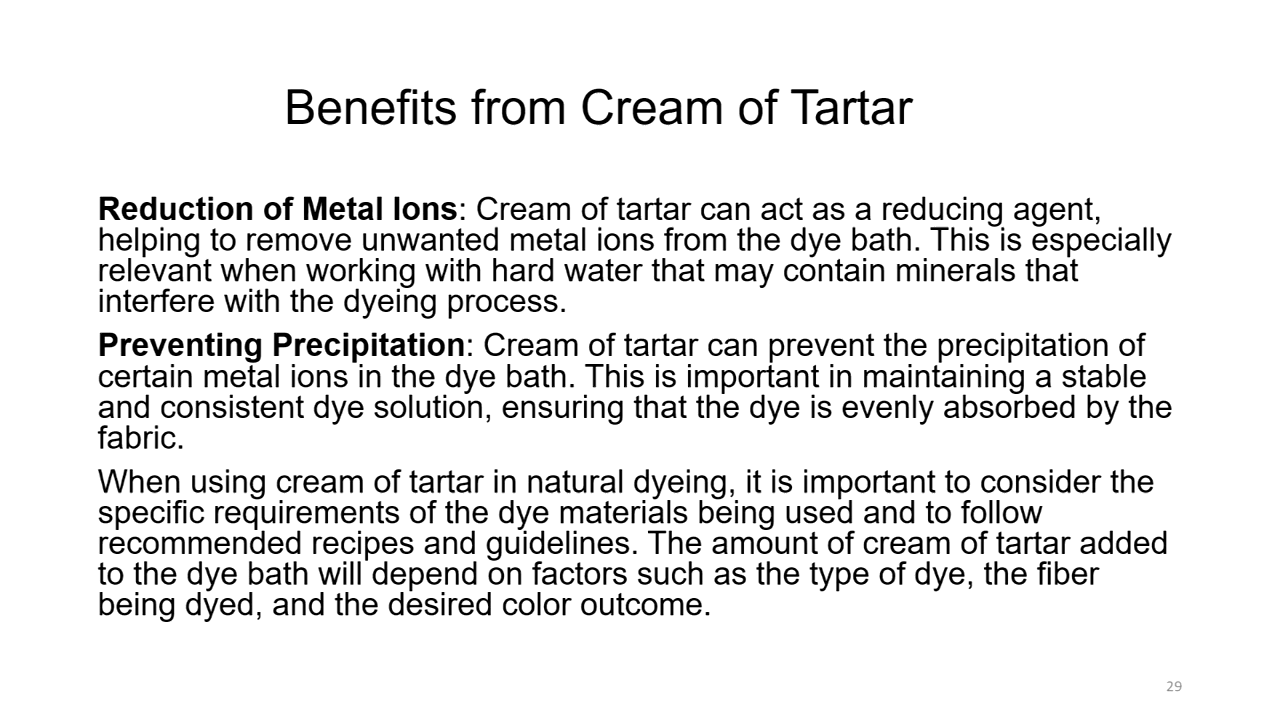 Benefits from Cream of Tartar
Reduction of Metal Ions: Cream of tartar can act as a reducing agent,
helping to remove unwanted metal ions from the dye bath. This is especially
relevant when working with hard water that may contain minerals that
interfere with the dyeing process.
Preventing Precipitation: Cream of tartar can prevent the precipitation of
certain metal ions in the dye bath. This is important in maintaining a stable
and consistent dye solution, ensuring that the dye is evenly absorbed by the
fabric.
When using cream of tartar in natural dyeing, it is important to consider the
specific requirements of the dye materials being used and to follow
recommended recipes and guidelines. The amount of cream of tartar added
to the dye bath will depend on factors such as the type of dye, the fiber
being dyed, and the desired color outcome.
29